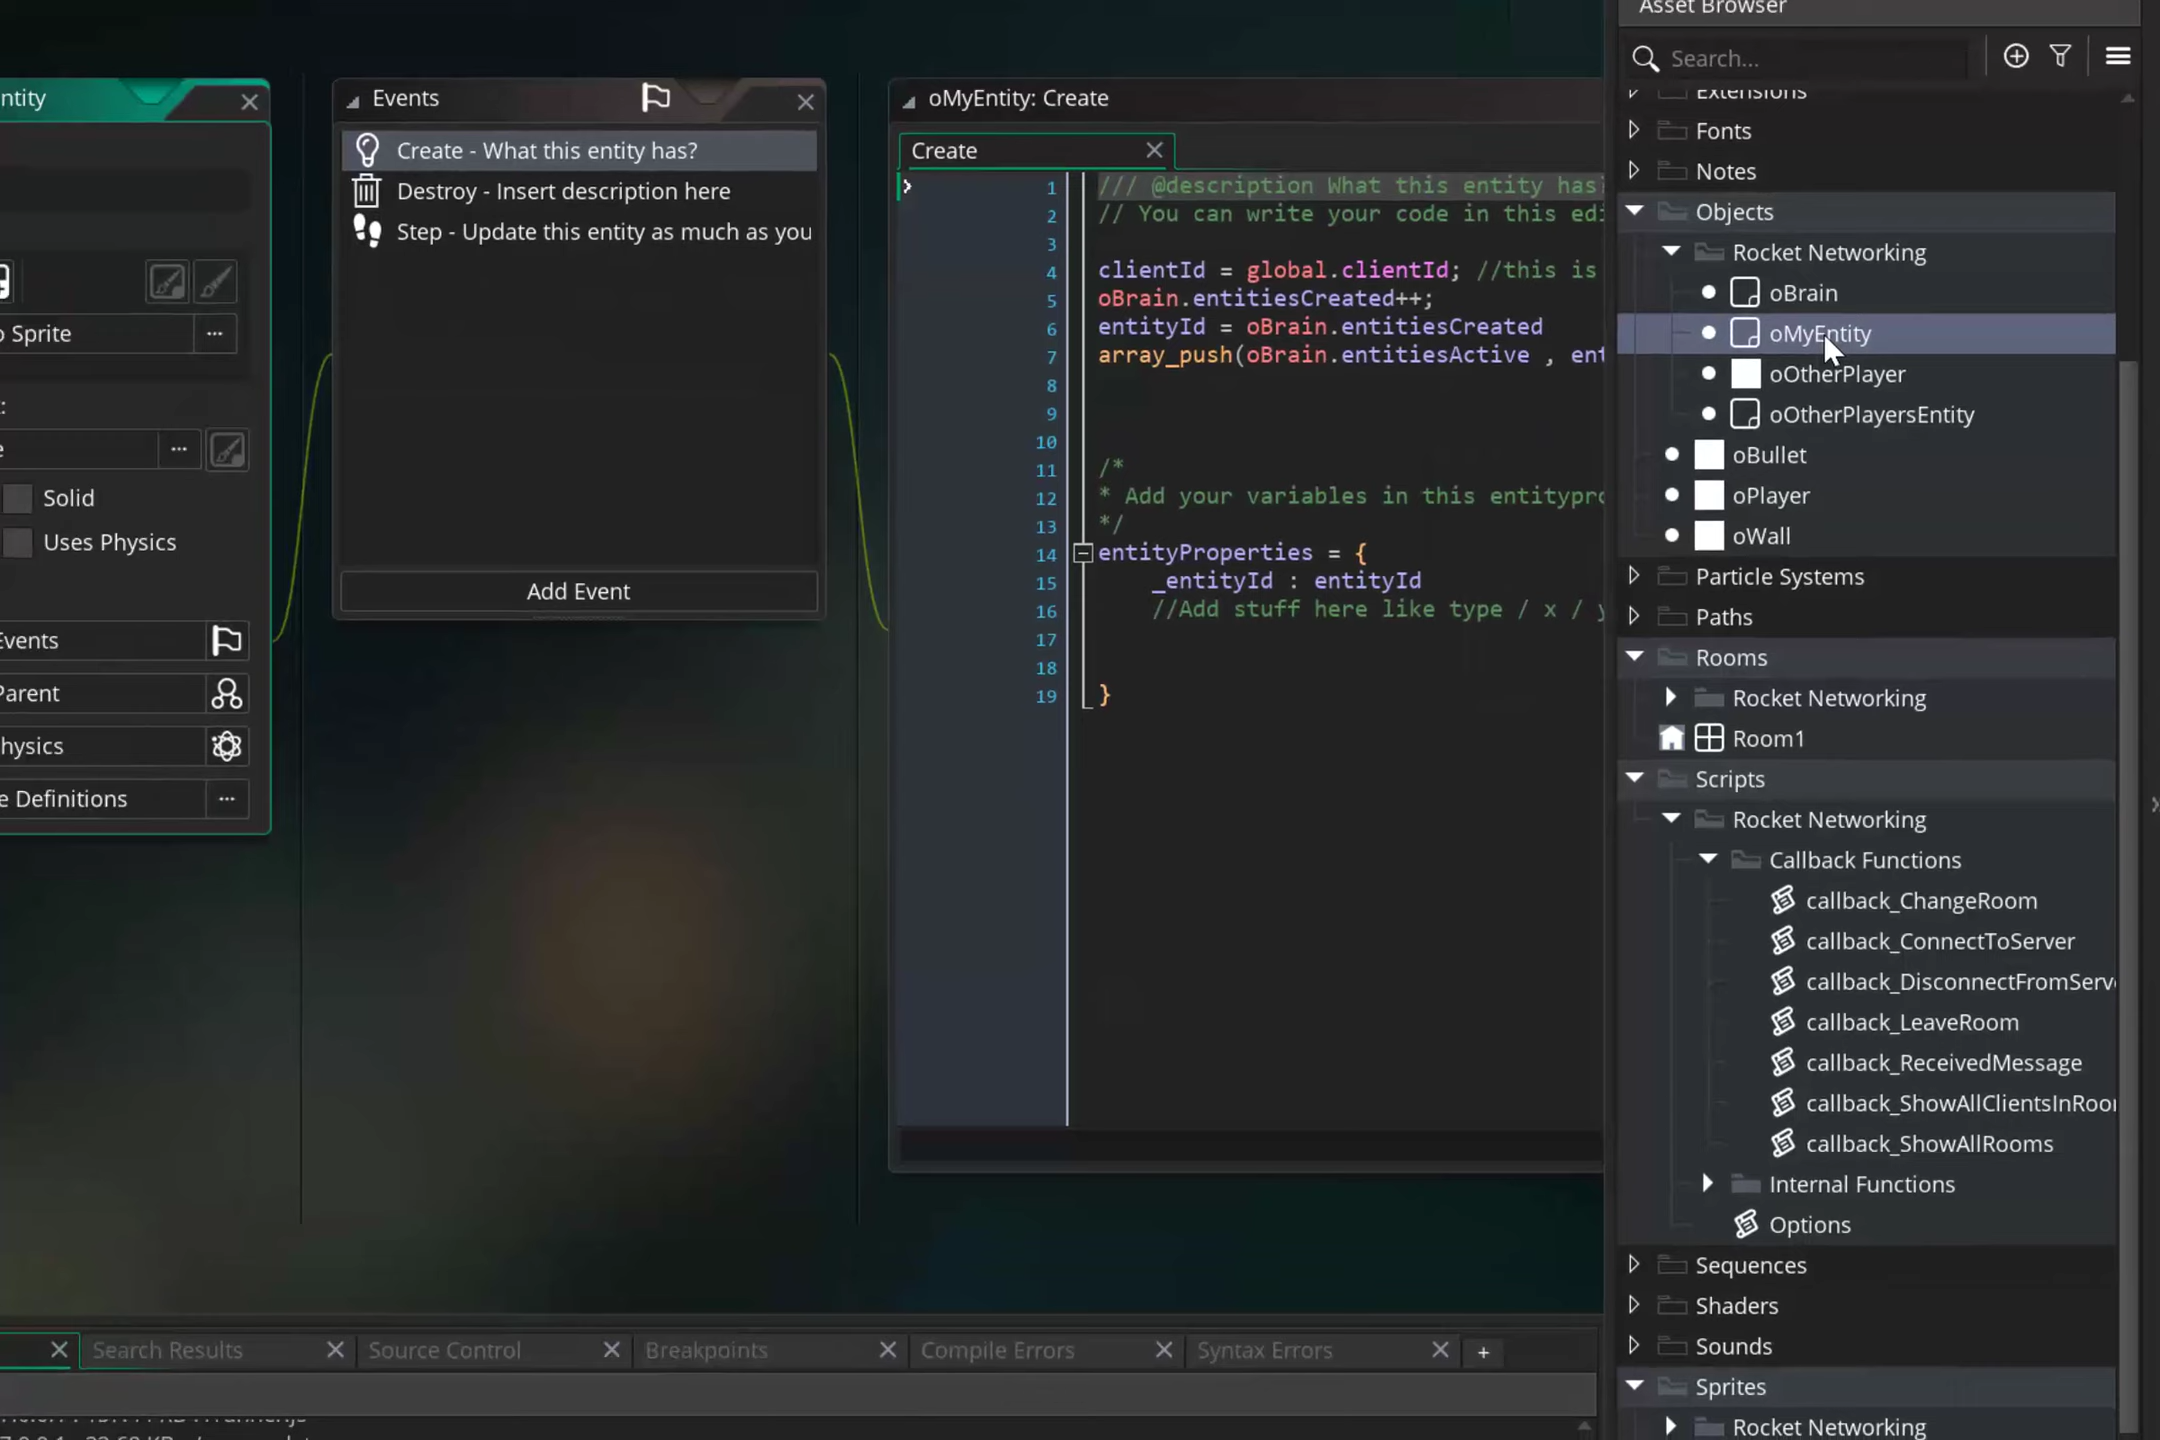 Asset Browser
Search...
ntity
Events
Create - What this entity has?
Destroy - Insert description here
Step - Update this entity as much as you
Add Event
o Sprite
:
e
Solid
Uses Physics
Events
Parent
hysics
e Definitions
oMyEntity: Create
Create
1 /// @description What this entity has?
2 // You can write your code in this edi
3
4 clientId = global.clientId; //this is
5 oBrain.entitiesCreated++;
6 entityId = oBrain.entitiesCreated
7 array_push(oBrain.entitiesActive , ent
8
9
10
11 /*
12 * Add your variables in this entitypro
13 */
14 entityProperties = {
15 _entityId : entityId
16 //Add stuff here like type / x / y
17
18
19 }
Extensions
Fonts
Notes
Objects
Rocket Networking
oBrain
oMyEntity
oOtherPlayer
oOtherPlayersEntity
oBullet
oPlayer
oWall
Particle Systems
Paths
Rooms
Rocket Networking
Room1
Scripts
Rocket Networking
Callback Functions
callback_ChangeRoom
callback_ConnectToServer
callback_DisconnectFromServe
callback_LeaveRoom
callback_ReceivedMessage
callback_ShowAllClientsInRoom
callback_ShowAllRooms
Internal Functions
Options
Sequences
Shaders
Sounds
Sprites
Rocket Networking
Search Results
Source Control
Breakpoints
Compile Errors
Syntax Errors
+